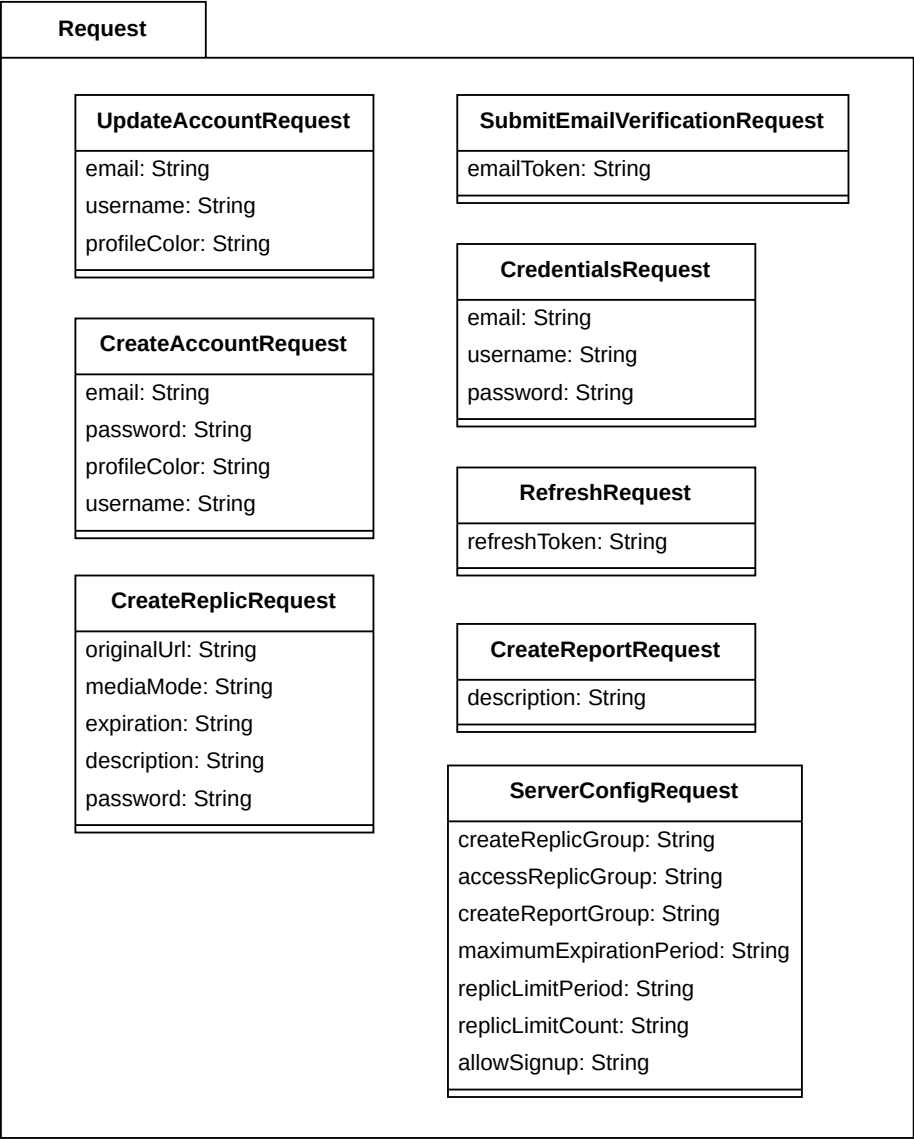 Request
UpdateAccountRequest
email: String
username: String
profileColor: String
CreateAccountRequest
email: String
password: String
profileColor: String
username: String
CreateReplicRequest
originalUrl: String
mediaMode: String
expiration: String
description: String
password: String
SubmitEmailVerificationRequest
emailToken: String
CredentialsRequest
email: String
username: String
password: String
RefreshRequest
refreshToken: String
CreateReportRequest
description: String
ServerConfigRequest
createReplicGroup: String
accessReplicGroup: String
createReportGroup: String
maximumExpirationPeriod: String
replicLimitPeriod: String
replicLimitCount: String
allowSignup: String